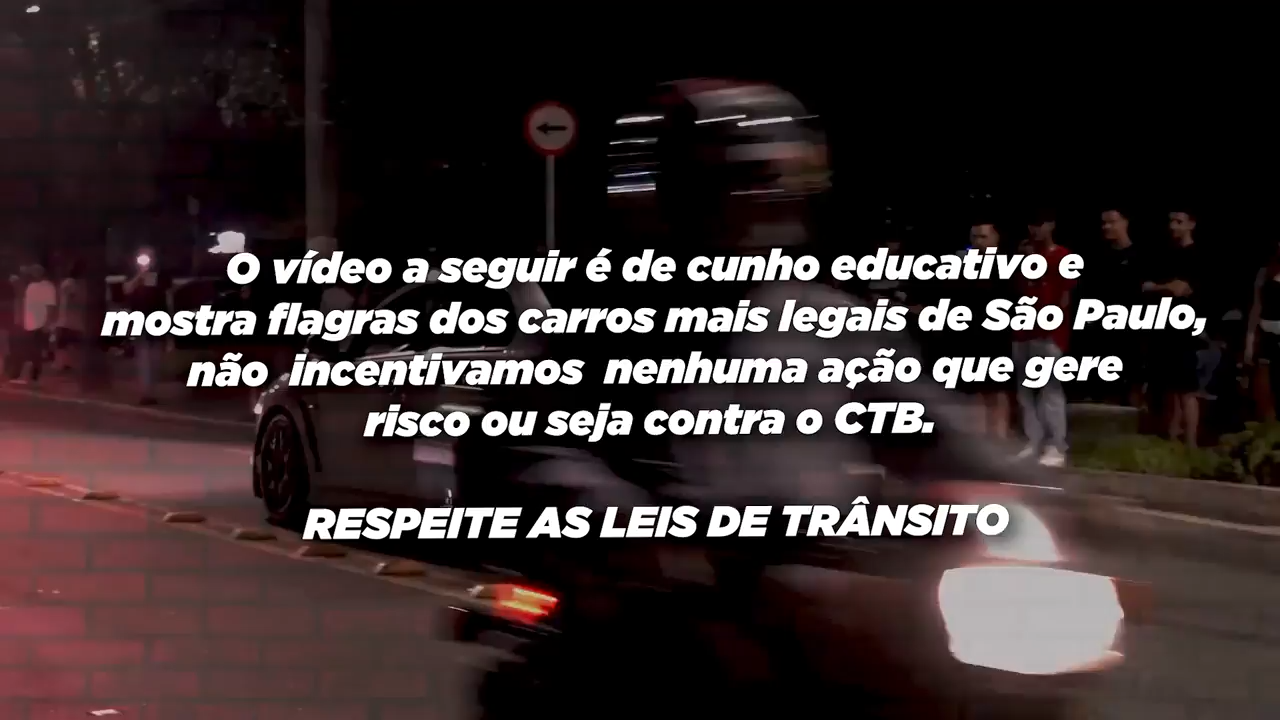 O vídeo a seguir é de cunho educativo e
mostra flagras dos carros mais legais de São Paulo,
não incentivamos nenhuma ação que gere
risco ou seja contra o CTB.
RESPEITE AS LEIS DE TRÂNSITO